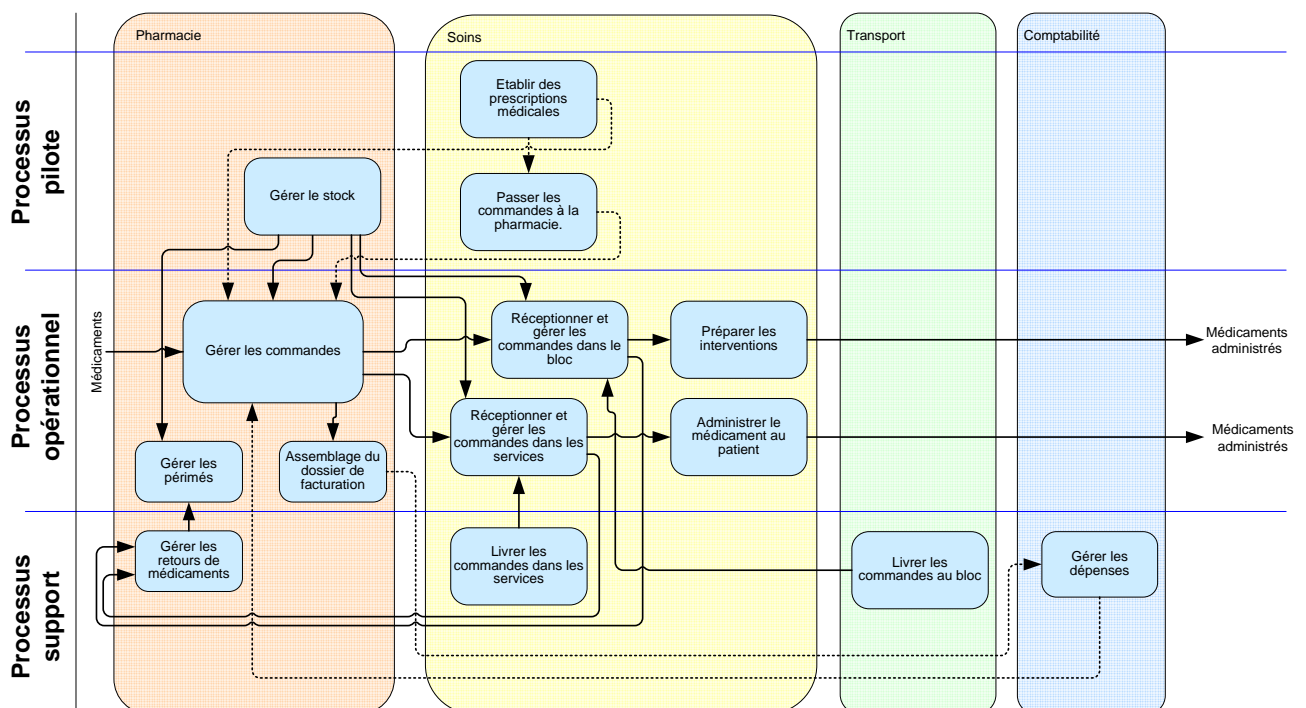 Pharmacie
Soins
Transport
Comptabilité
Processus
pilote
Etablir des
prescriptions
médicales
Gérer le stock
Passer les
commandes à la
pharmacie.
Processus
opérationnel
Médicaments
Gérer les commandes
Réceptionner et
gérer les
commandes dans le
bloc
Préparer les
interventions
Médicaments
administrés
Réceptionner et
gérer les
commandes dans les
services
Administrer le
médicament au
patient
Médicaments
administrés
Gérer les
périmés
Assemblage du
dossier de
facturation
Processus
support
Gérer les
retours de
médicaments
Livrer les
commandes dans les
services
Livrer les
commandes au bloc
Gérer les
dépenses